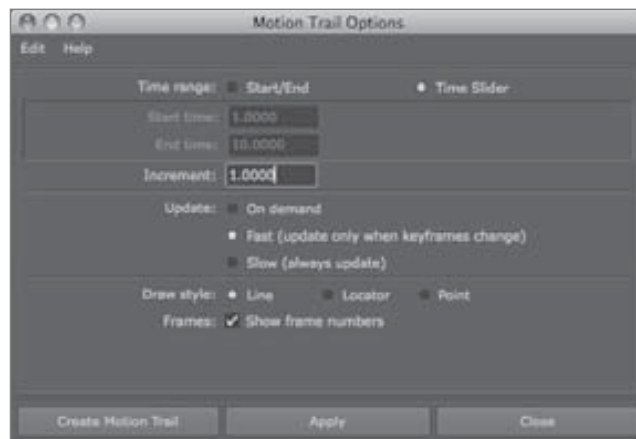 Motion Trail Options
Edit Help
Time range: Start/End Time Slider
Start time: 1.0000
End time: 10.0000
Increment: 1.0000
Update: On demand
Fast (update only when keyframes change)
Slow (always update)
Draw style: Line Locator Point
Frames: Show frame numbers
Create Motion Trail Apply Close